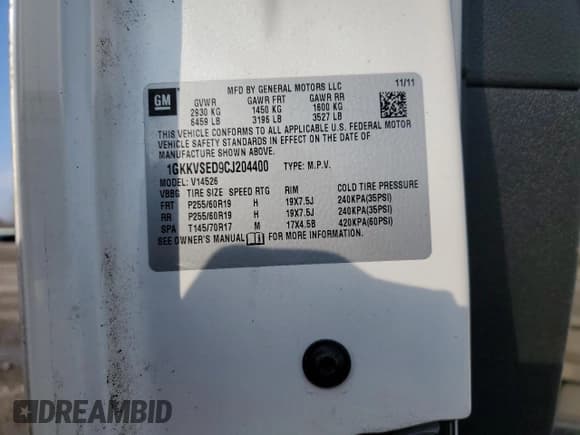 GM
MFD BY GENERAL MOTORS LLC 11/11
GVWR GAWR FRT GAWR RR
2930 KG 1450 KG 1600 KG
6459 LB 3196 LB 3527 LB
THIS VEHICLE CONFORMS TO ALL APPLICABLE U.S. FEDERAL MOTOR
VEHICLE SAFETY STANDARDS IN EFFECT ON THE DATE OF
MANUFACTURE SHOWN ABOVE.
1GKKVSED9CJ204400 TYPE: M.P.V.
MODEL: V14526
VBBG TIRE SIZE SPEED RTG RIM COLD TIRE PRESSURE
FRT P255/60R19 H 19X7.5J 240KPA(35PSI)
RR P255/60R19 H 19X7.5J 240KPA(35PSI)
SPA T145/70R17 M 17X4.5B 420KPA(60PSI)
SEE OWNER'S MANUAL FOR MORE INFORMATION.
DREAMBID